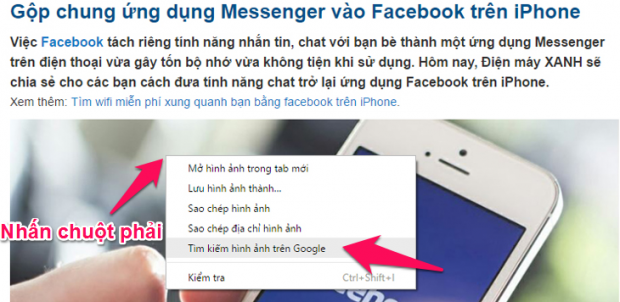 Gộp chung ứng dụng Messenger vào Facebook trên iPhone
Việc Facebook tách riêng tính năng nhắn tin, chat với bạn bè thành một ứng dụng Messenger
trên điện thoại vừa gây tốn bộ nhớ vừa không tiện khi sử dụng. Hôm nay, Điện máy XANH sẽ
chia sẻ cho các bạn cách đưa tính năng chat trở lại ứng dụng Facebook trên iPhone.
Xem thêm: Tìm wifi miễn phí xung quanh bạn bằng facebook trên iPhone.
Mở hình ảnh trong tab mới
Lưu hình ảnh thành...
Sao chép hình ảnh
Nhấn chuột phải
Sao chép địa chỉ hình ảnh
Tìm kiếm hình ảnh trên Google
Kiểm tra Ctrl+Shift+I